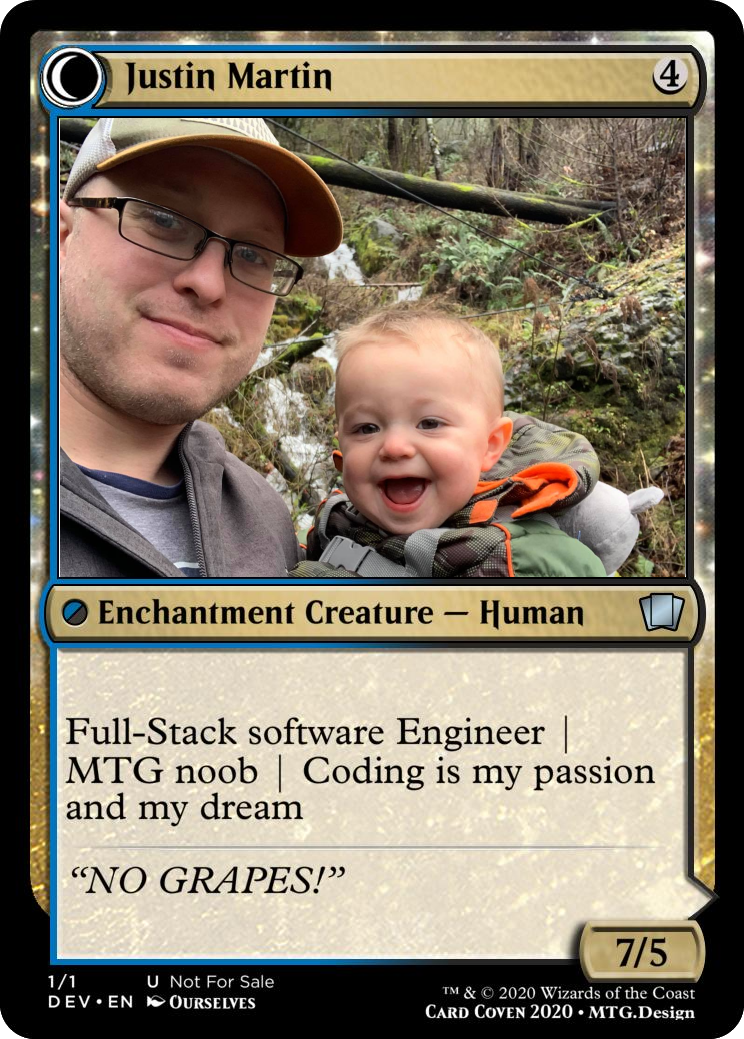 Justin Martin
4
Enchantment Creature — Human
Full-Stack software Engineer |
MTG noob | Coding is my passion
and my dream
“NO GRAPES!”
7/5
1/1 U Not For Sale
DEV • EN OURSELVES
™ & © 2020 Wizards of the Coast
CARD COVEN 2020 • MTG.Design